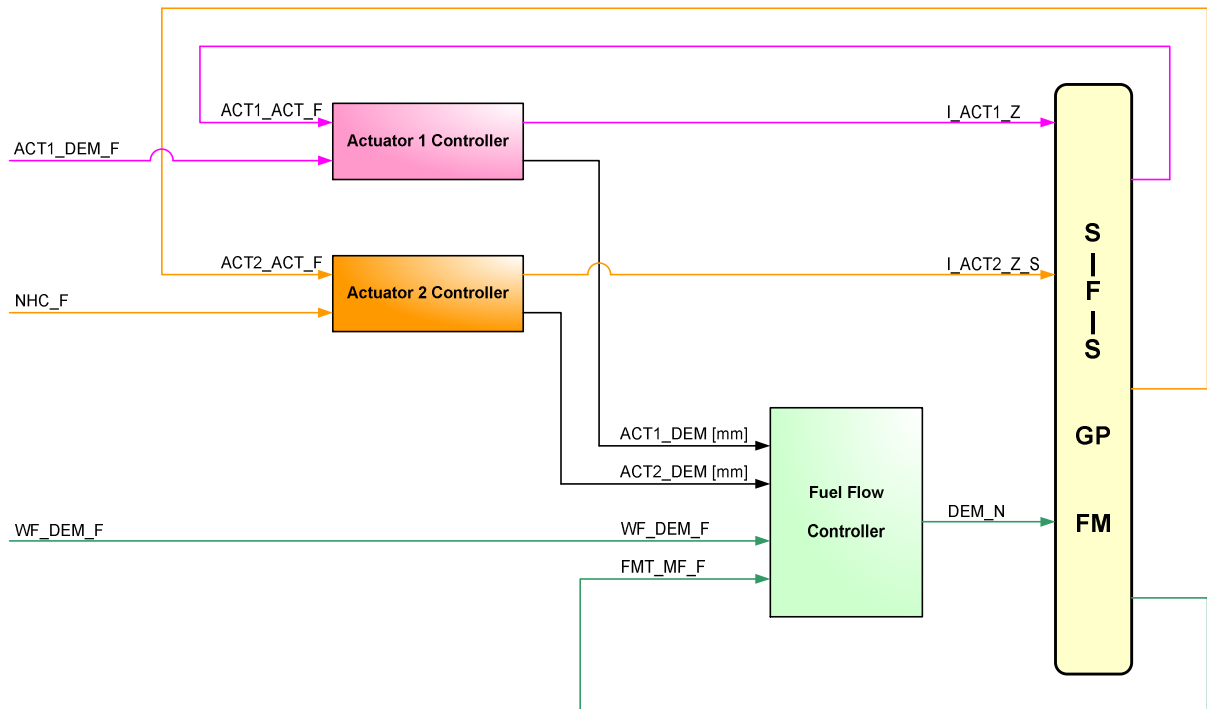 ACT1_ACT_F
Actuator 1 Controller
I_ACT1_Z
ACT1_DEM_F
ACT2_ACT_F
Actuator 2 Controller
I_ACT2_Z_S
NHC_F
S
I
F
I
S
GP
FM
ACT1_DEM [mm]
ACT2_DEM [mm]
Fuel Flow
Controller
DEM_N
WF_DEM_F
WF_DEM_F
FMT_MF_F